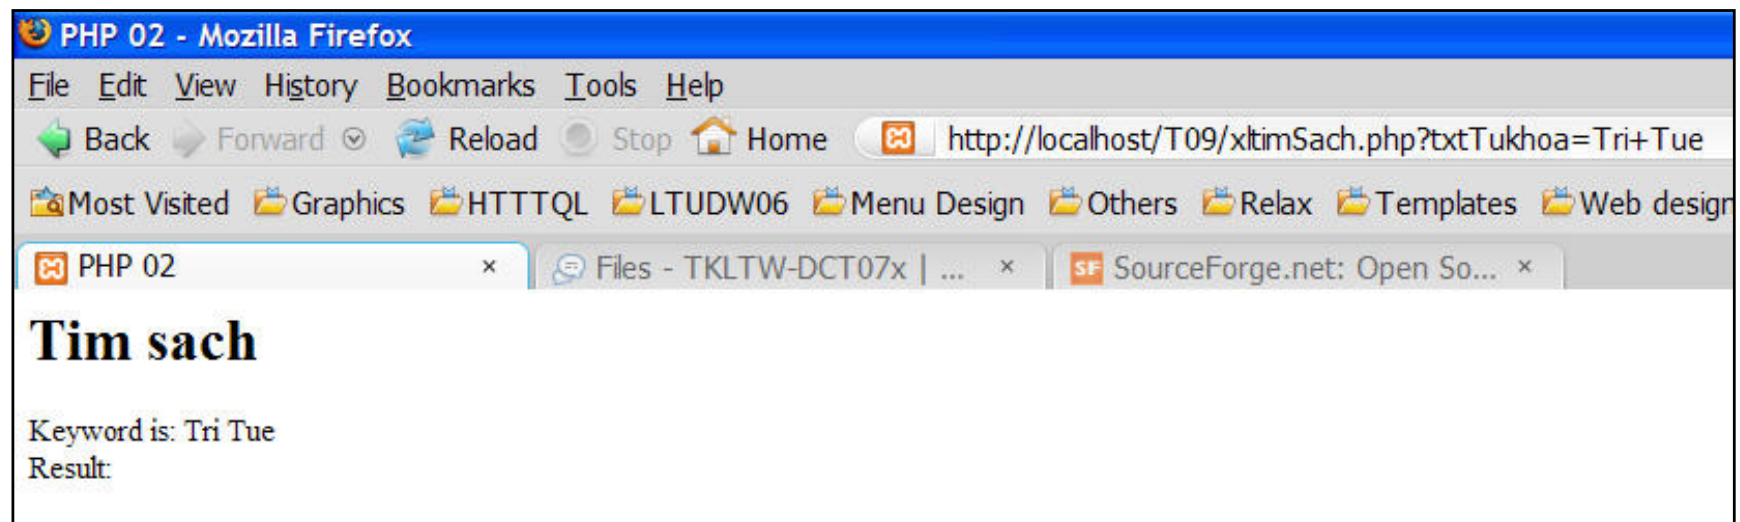 PHP 02 - Mozilla Firefox
File Edit View History Bookmarks Tools Help
Back Forward Reload Stop Home http://localhost/T09/xltimSach.php?txtTukhoa=Tri+Tue
Most Visited Graphics HTTTQL LTUDW06 Menu Design Others Relax Templates Web design
PHP 02 × Files - TKLTW-DCT07x | ... × SF SourceForge.net: Open So... ×
Tim sach
Keyword is: Tri Tue
Result: